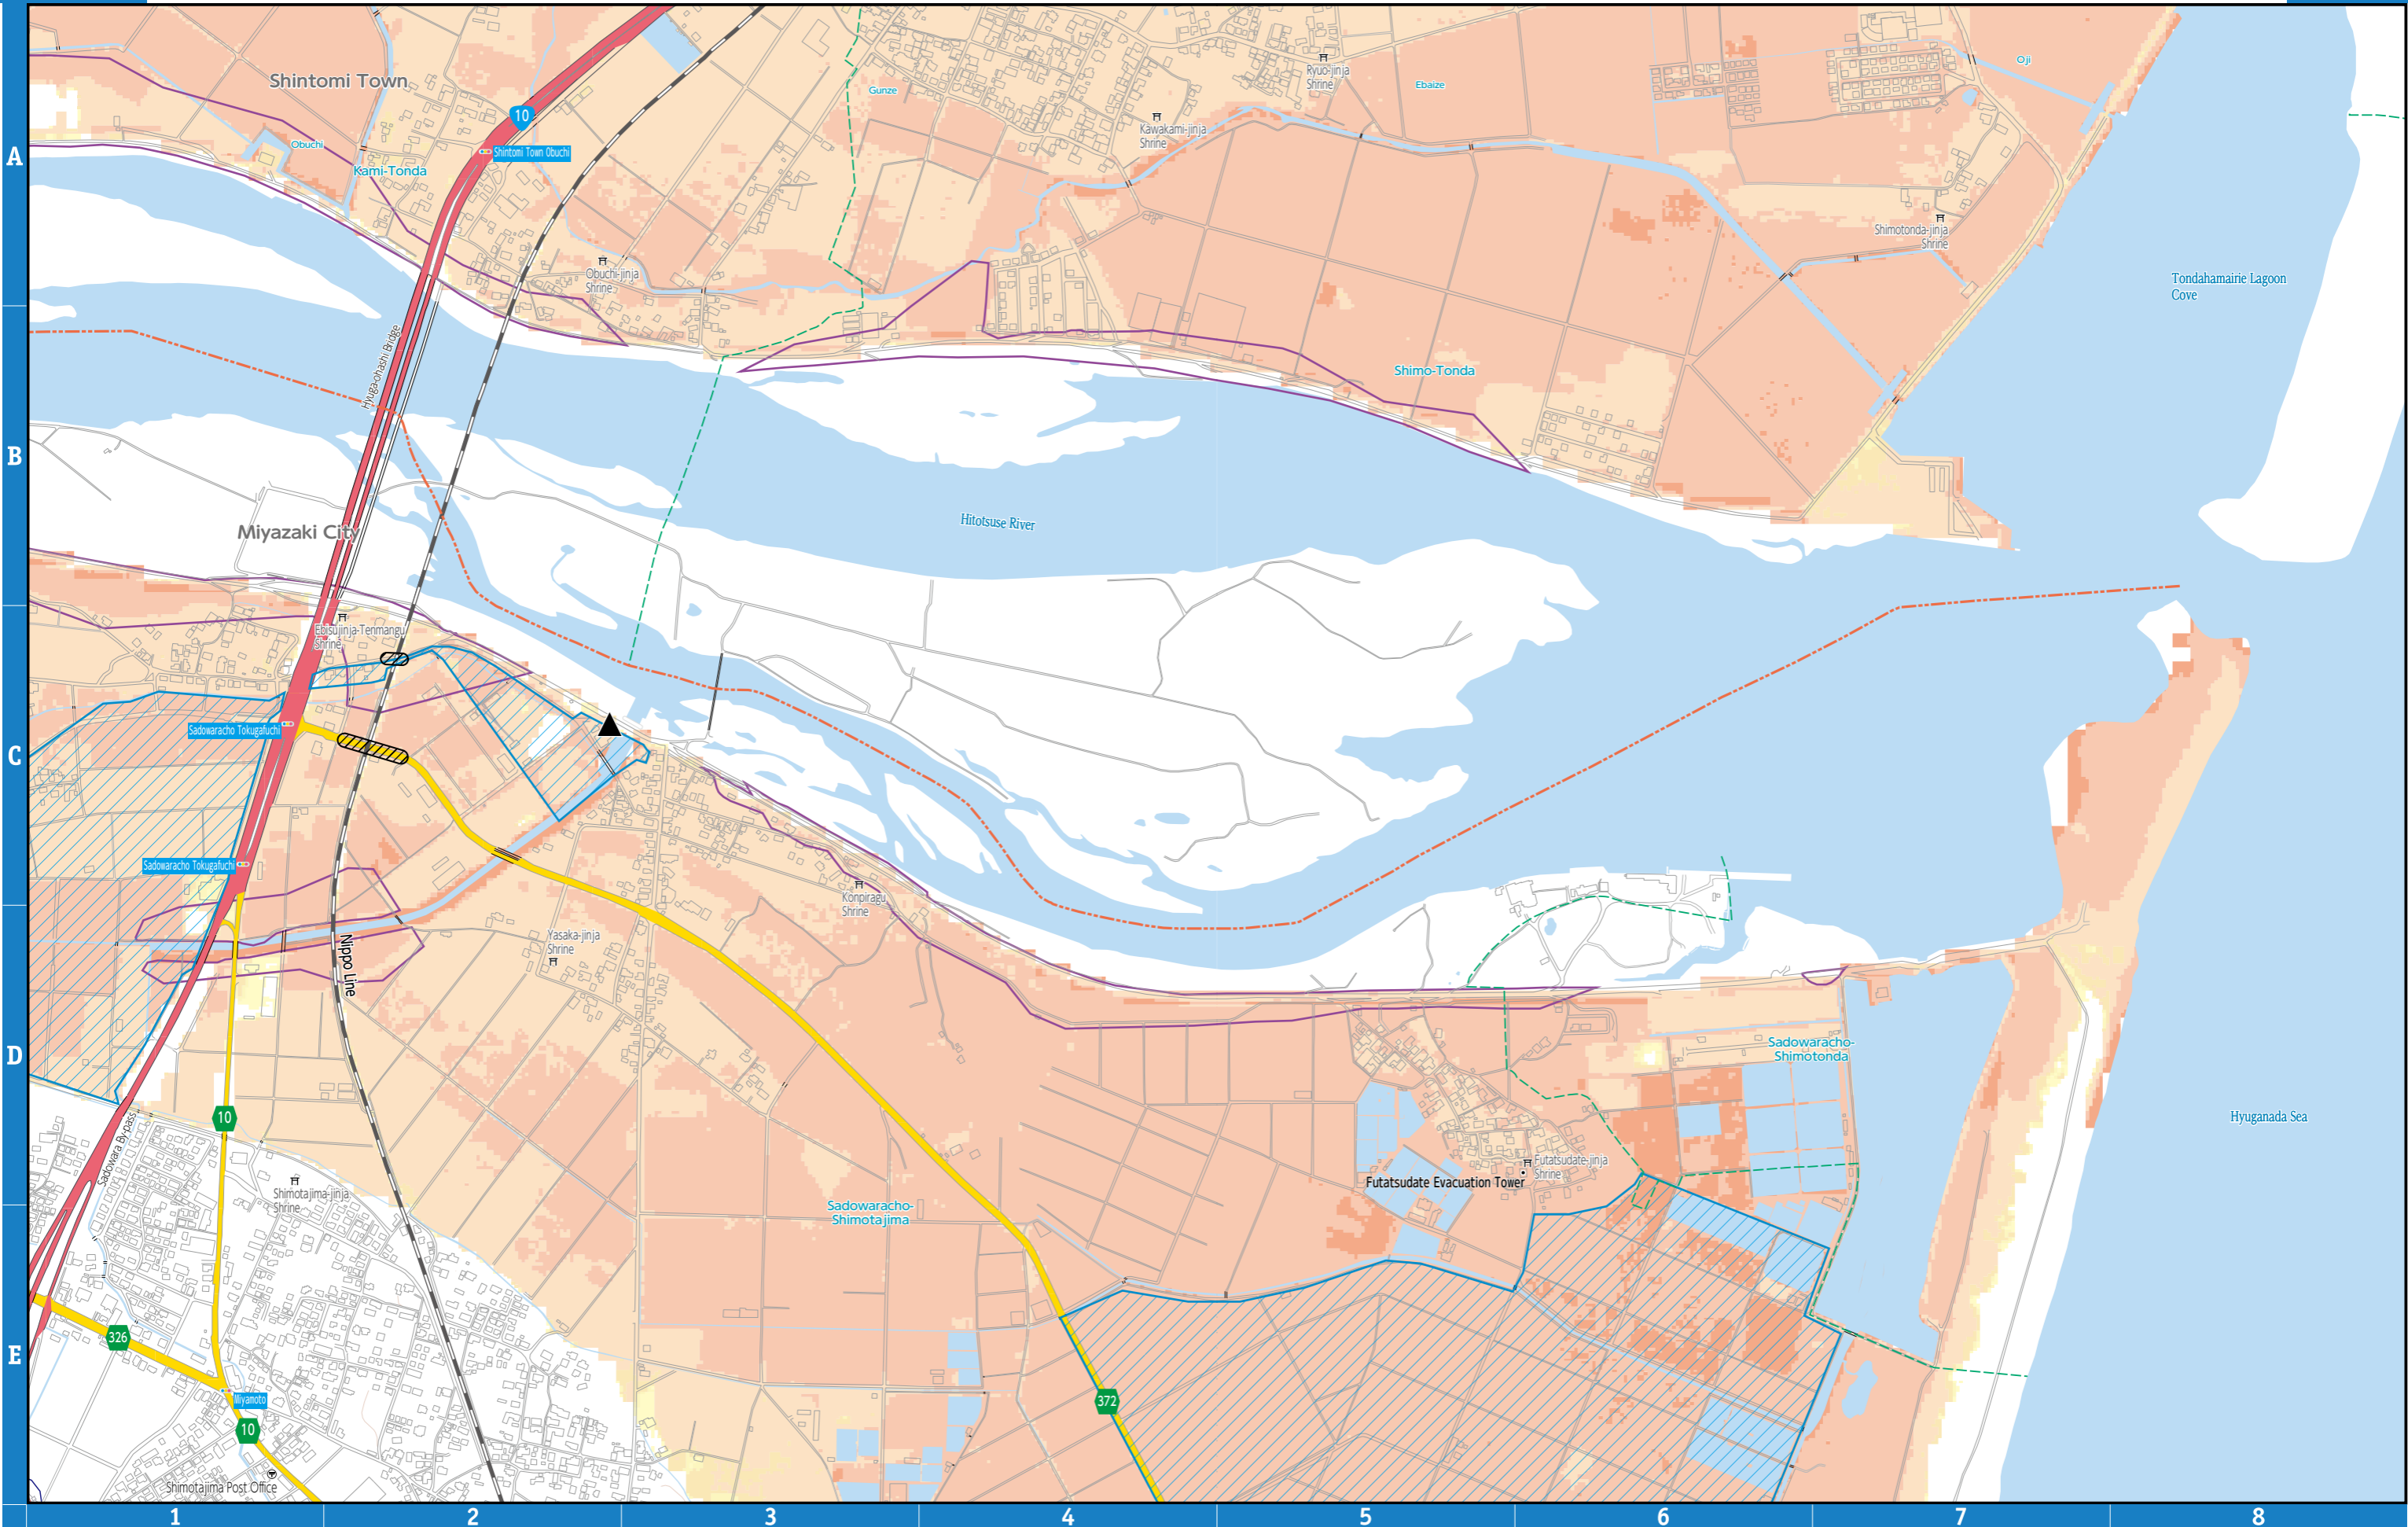 Shintomi Town
10
Gunze
Ryuo-jinja
Shrine
Ebaize
Oji
Kawakami-jinja
Shrine
Obuchi
Kami-Tonda
Shintomi Town Obuchi
A
Obuchi-jinja
Shrine
Shimotonda-jinja
Shrine
Tondahamairie Lagoon
Cove
Hyuga-ohashi Bridge
Shimo-Tonda
B
Miyazaki City
Hitotsuse River
Ebisujinja-Tenmangu
Shrine
Sadowaracho Tokugafuchi
C
Sadowaracho Tokugafuchi
Konpiragu
Shrine
Yasaka-jinja
Shrine
Nippo Line
D
Sadowaracho-
Shimotonda
10
Sadowara By-pass
Hyuganada Sea
Futatsudate-jinja
Shrine
Futatsudate Evacuation Tower
Shimotajima-jinja
Shrine
Sadowaracho-
Shimotajima
326
E
Miyamoto
372
10
Shimotajima Post Office
1 2 3 4 5 6 7 8